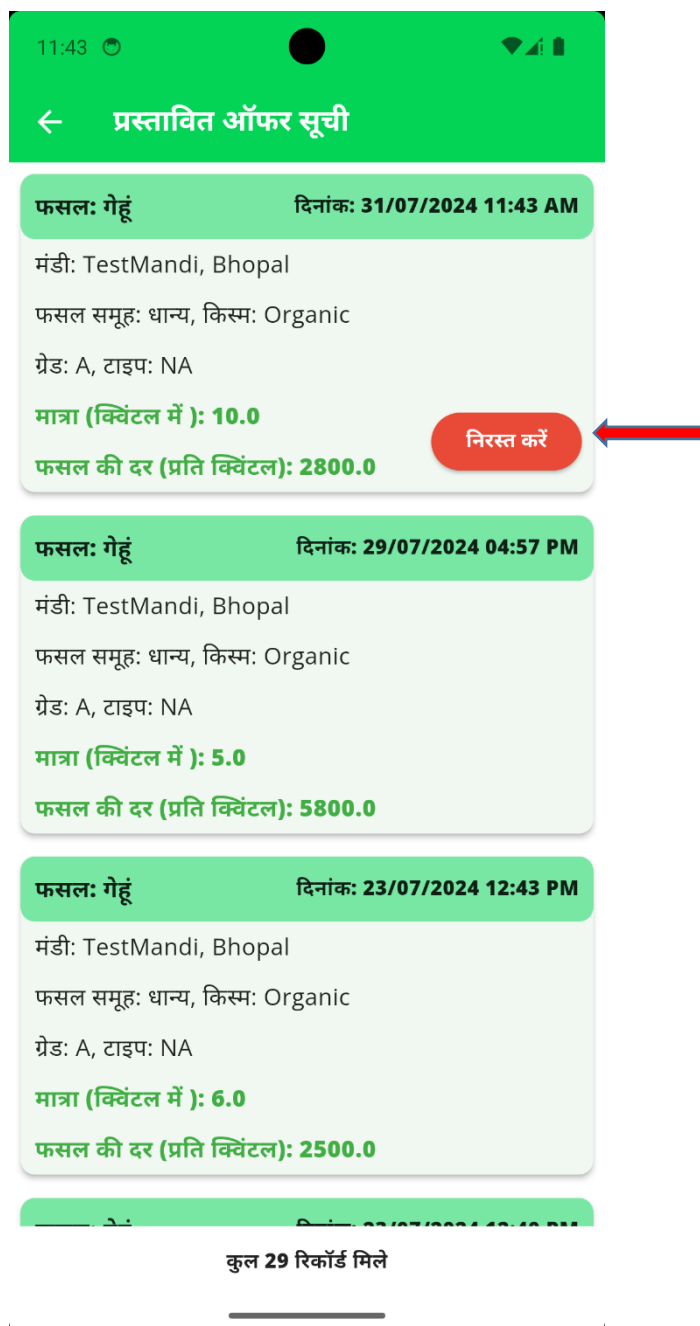 11:43
प्रस्तावित ऑफर सूची
फसल: गेहूं दिनांक: 31/07/2024 11:43 AM
मंडी: TestMandi, Bhopal
फसल समूह: धान्य, किस्म: Organic
ग्रेड: A, टाइप: NA
मात्रा (क्विंटल में ): 10.0
निरस्त करें
फसल की दर (प्रति क्विंटल): 2800.0
फसल: गेहूं दिनांक: 29/07/2024 04:57 PM
मंडी: TestMandi, Bhopal
फसल समूह: धान्य, किस्म: Organic
ग्रेड: A, टाइप: NA
मात्रा (क्विंटल में ): 5.0
फसल की दर (प्रति क्विंटल): 5800.0
फसल: गेहूं दिनांक: 23/07/2024 12:43 PM
मंडी: TestMandi, Bhopal
फसल समूह: धान्य, किस्म: Organic
ग्रेड: A, टाइप: NA
मात्रा (क्विंटल में ): 6.0
फसल की दर (प्रति क्विंटल): 2500.0
कुल 29 रिकॉर्ड मिले